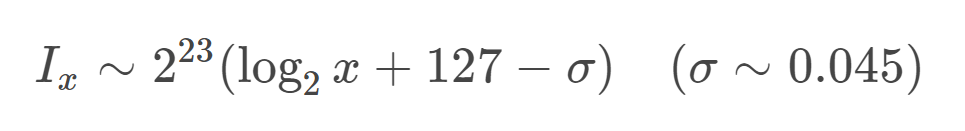 I_x ∼ 2^{23}(log_2 x + 127 − σ) (σ ∼ 0.045)